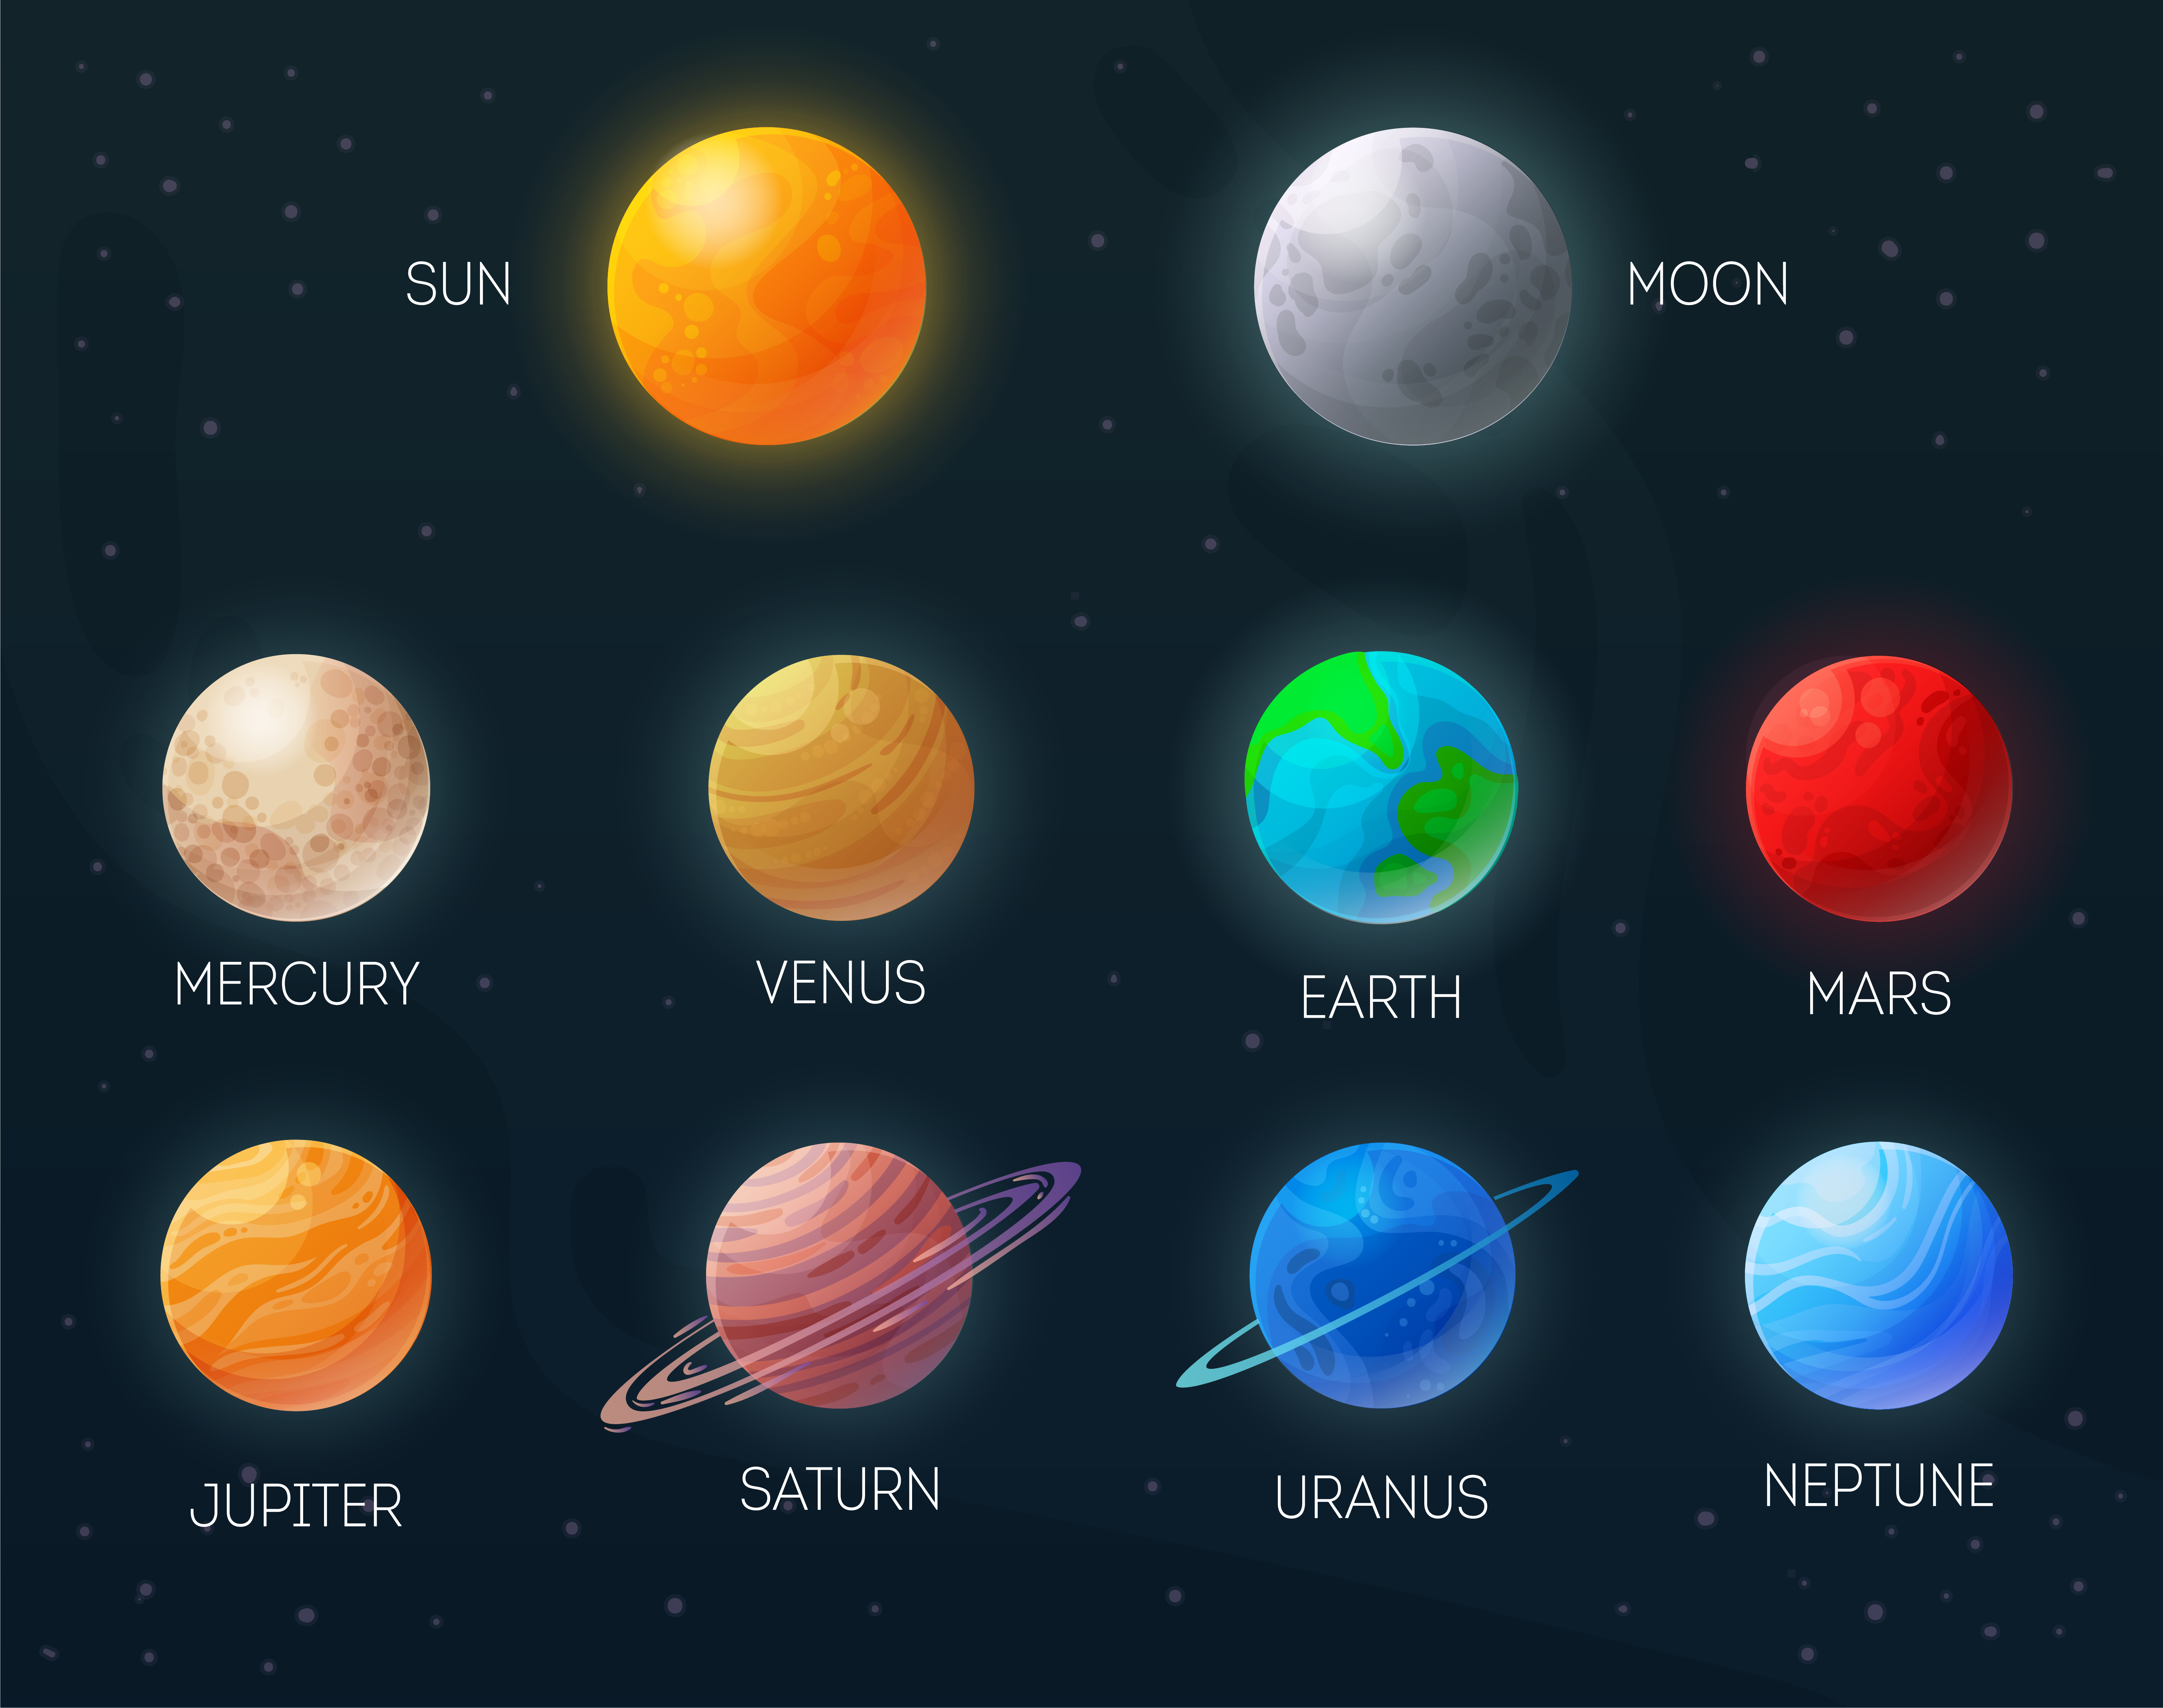 SUN
MOON
MERCURY
VENUS
EARTH
MARS
JUPITER
SATURN
URANUS
NEPTUNE